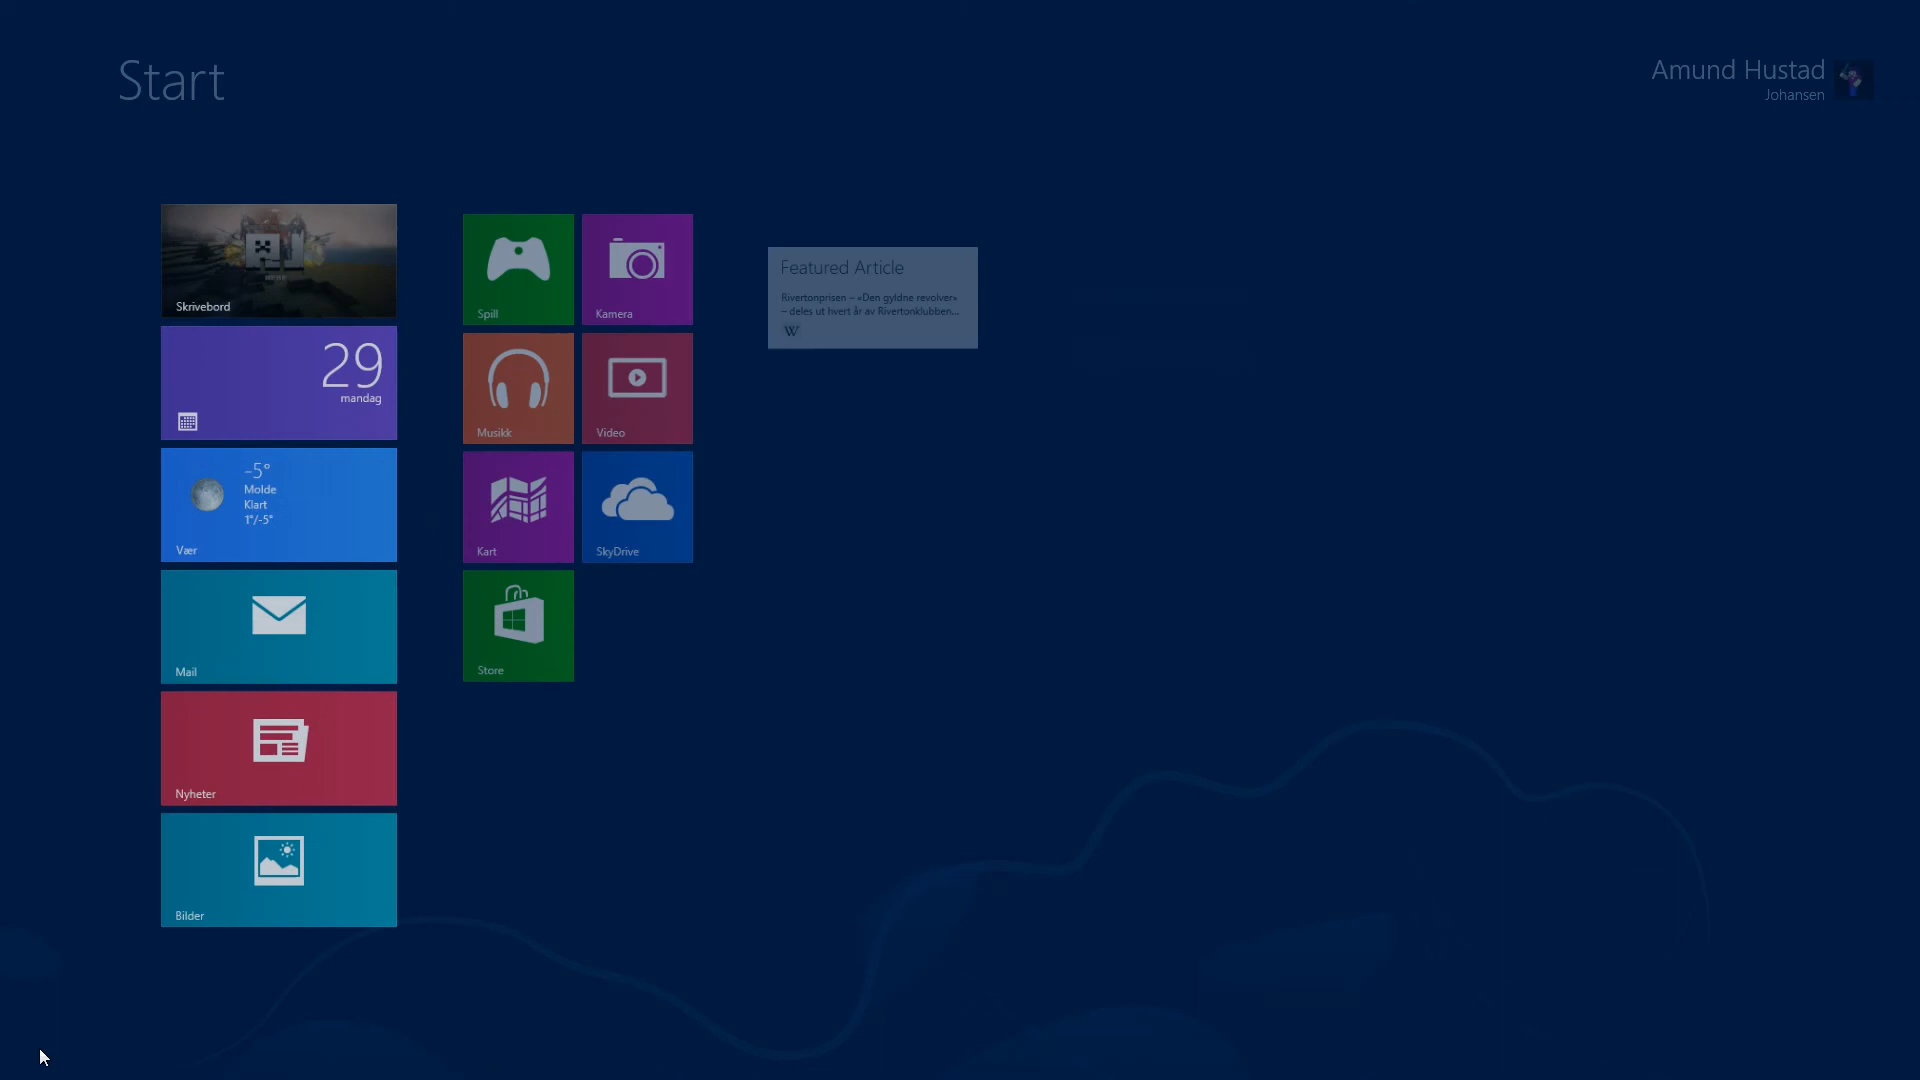 Start
Amund Hustad
Johansen
Skrivebord
29
mandag
-5°
Molde
Klart
1°/-5°
Vær
Mail
Nyheter
Bilder
Spill
Kamera
Musikk
Video
Kart
SkyDrive
Store
Featured Article
Rivertonprisen – «Den gyldne revolver»
– deles ut hvert år av Rivertonklubben...
W